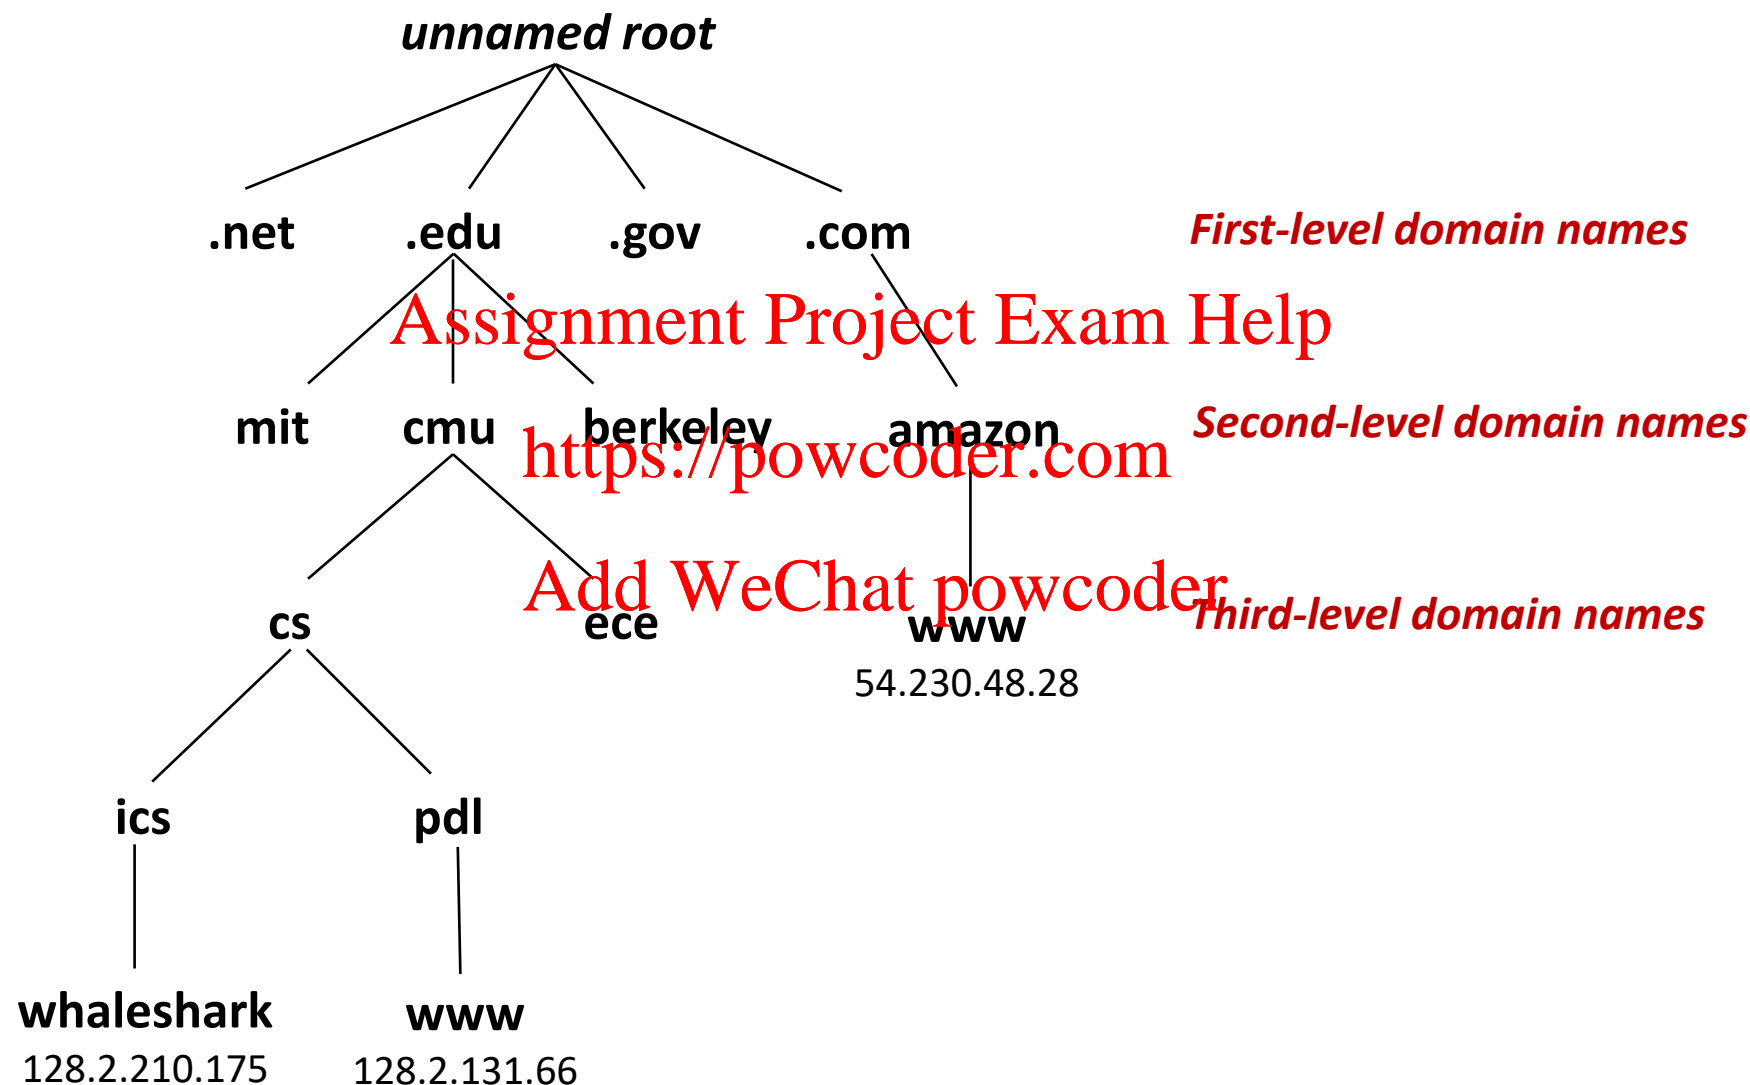 unnamed root
.net .edu .gov .com First-level domain names
Assignment Project Exam Help
mit cmu berkeley amazon Second-level domain names
https://powcoder.com
Add WeChat powcoder
cs ece www Third-level domain names
54.230.48.28
ics pdl
whaleshark www
128.2.210.175 128.2.131.66